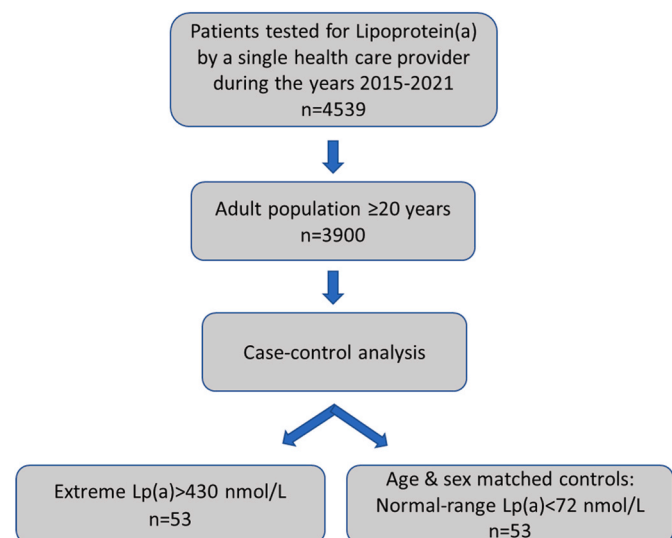 Patients tested for Lipoprotein(a)
by a single health care provider
during the years 2015-2021
n=4539
Adult population ≥20 years
n=3900
Case-control analysis
Extreme Lp(a)>430 nmol/L
n=53
Age & sex matched controls:
Normal-range Lp(a)<72 nmol/L
n=53